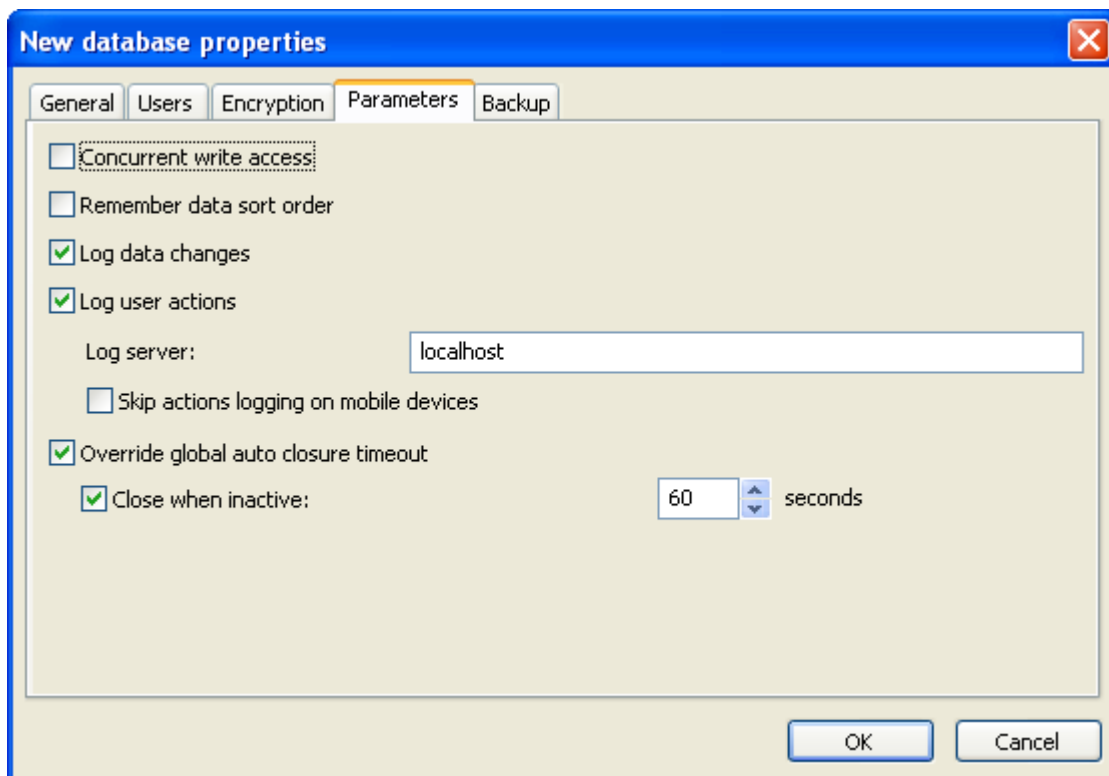 New database properties
General Users Encryption Parameters Backup
Concurrent write access
Remember data sort order
Log data changes
Log user actions
Log server: localhost
Skip actions logging on mobile devices
Override global auto closure timeout
Close when inactive: 60 seconds
OK Cancel